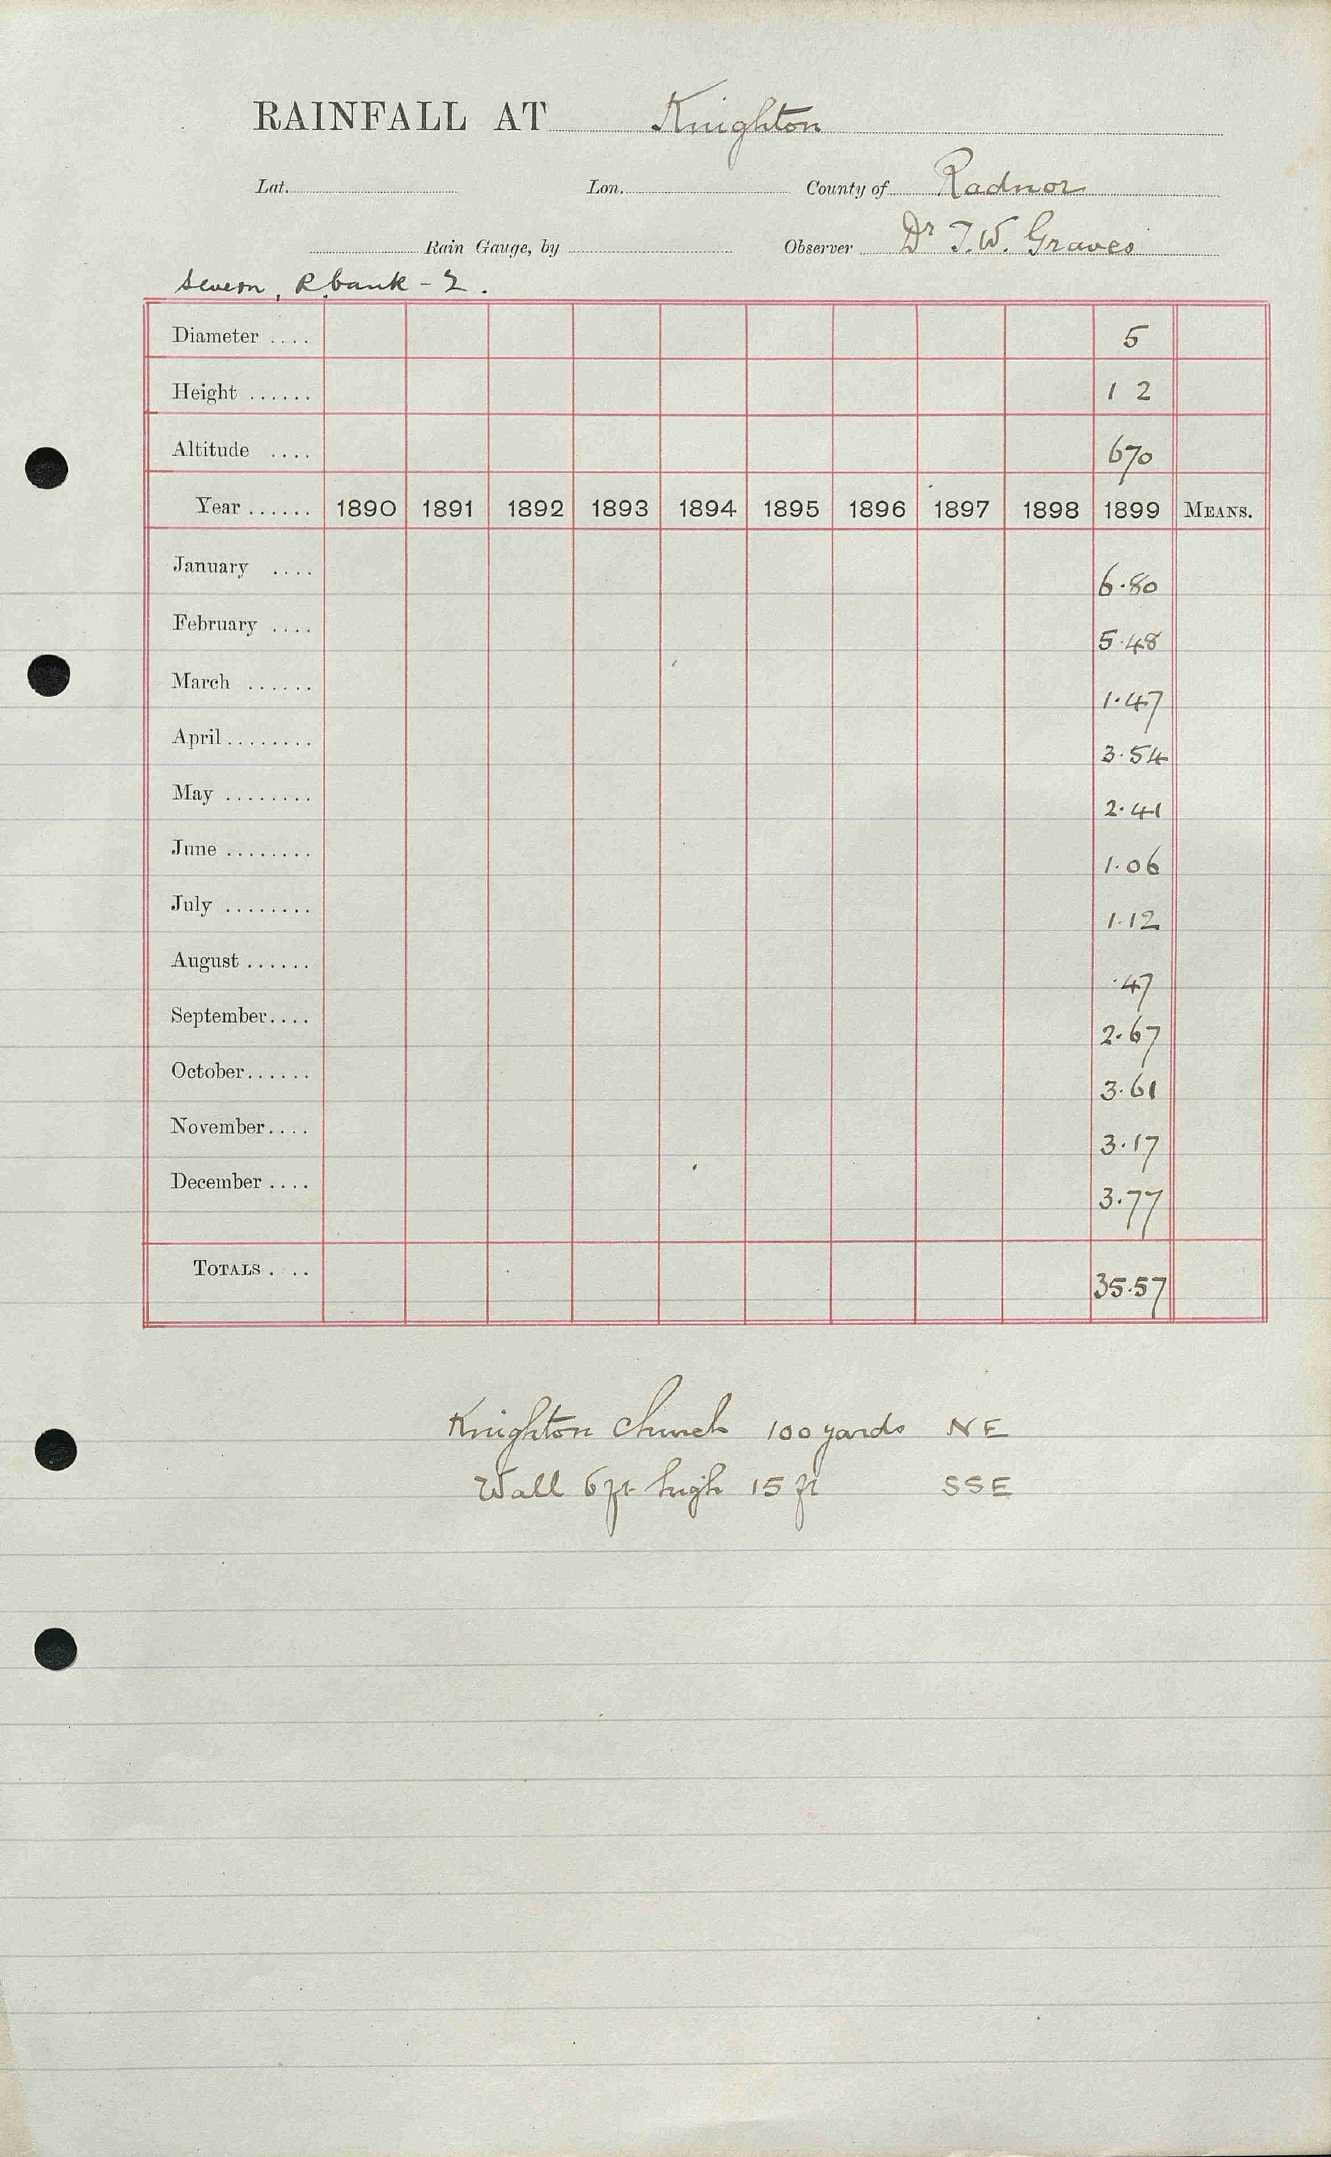 RAINFALL AT Knighton
Lat. Lon. County of Radnor
Rain Gauge, by Observer Dr T.W. Graves
Severn, R bank - 2.
Diameter .... 5
Height ...... 1 2
Altitude .... 670
Year ...... 1890 1891 1892 1893 1894 1895 1896 1897 1898 1899 MEANS.
January .... 6.80
February .... 5.48
March ...... 1.47
April ........ 3.54
May ........ 2.41
June ........ 1.06
July ........ 1.12
August ...... .47
September .... 2.67
October ...... 3.61
November .... 3.17
December .... 3.77
TOTALS .... 35.57
Knighton Church 100 yards NE
Wall 6 ft high 15 ft SSE